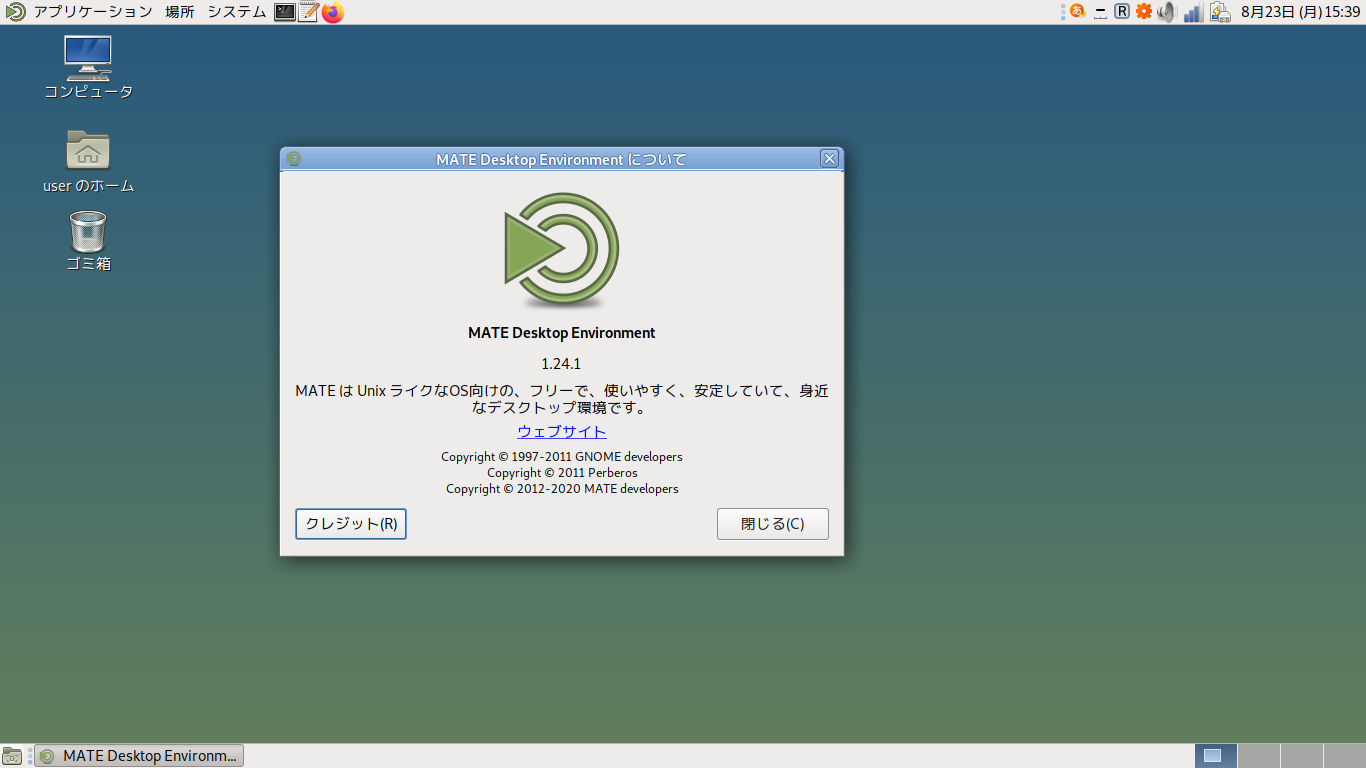 アプリケーション 場所 システム あ R 8月23日 (月) 15:39
コンピュータ
user のホーム
ゴミ箱
MATE Desktop Environment について
MATE Desktop Environment
1.24.1
MATE は Unix ライクなOS向けの、フリーで、使いやすく、安定していて、身近
なデスクトップ環境です。
ウェブサイト
Copyright © 1997-2011 GNOME developers
Copyright © 2011 Perberos
Copyright © 2012-2020 MATE developers
クレジット(R) 閉じる(C)
MATE Desktop Environm...